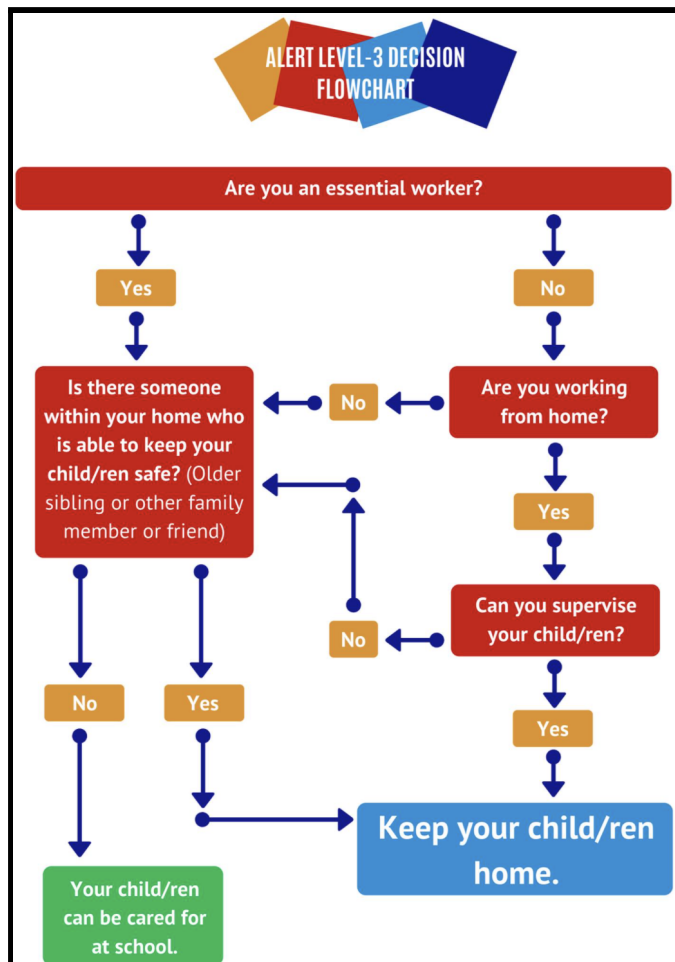 ALERT LEVEL-3 DECISION
FLOWCHART
Are you an essential worker?
Yes
No
Is there someone
within your home who
is able to keep your
child/ren safe? (Older
sibling or other family
member or friend)
No
Are you working
from home?
Yes
No
Can you supervise
your child/ren?
No
Yes
Yes
Keep your child/ren
home.
Your child/ren
can be cared for
at school.